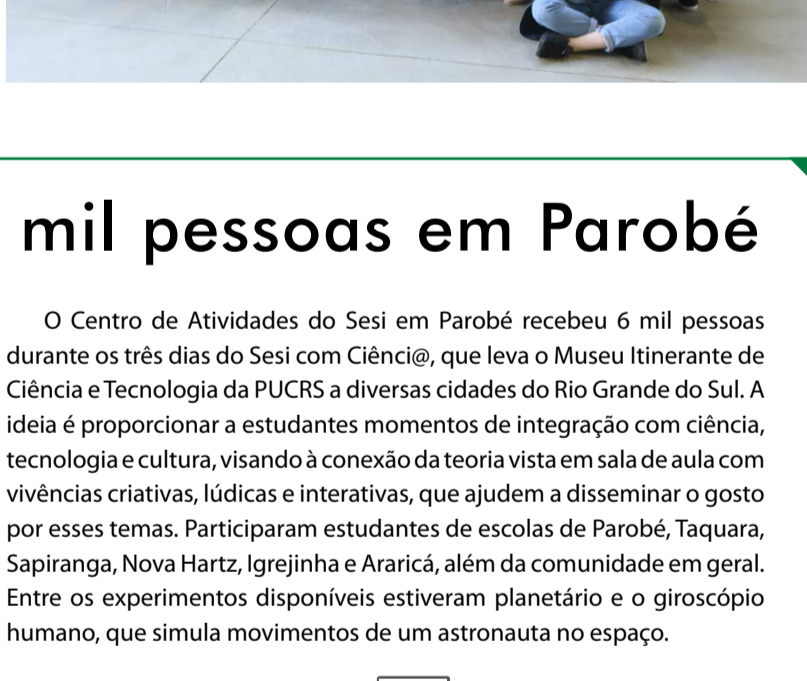 mil pessoas em Parobé
O Centro de Atividades do Sesi em Parobé recebeu 6 mil pessoas
durante os três dias do Sesi com Ciênci@, que leva o Museu Itinerante de
Ciência e Tecnologia da PUCRS a diversas cidades do Rio Grande do Sul. A
ideia é proporcionar a estudantes momentos de integração com ciência,
tecnologia e cultura, visando à conexão da teoria vista em sala de aula com
vivências criativas, lúdicas e interativas, que ajudem a disseminar o gosto
por esses temas. Participaram estudantes de escolas de Parobé, Taquara,
Sapiranga, Nova Hartz, Igrejinha e Araricá, além da comunidade em geral.
Entre os experimentos disponíveis estiveram planetário e o giroscópio
humano, que simula movimentos de um astronauta no espaço.